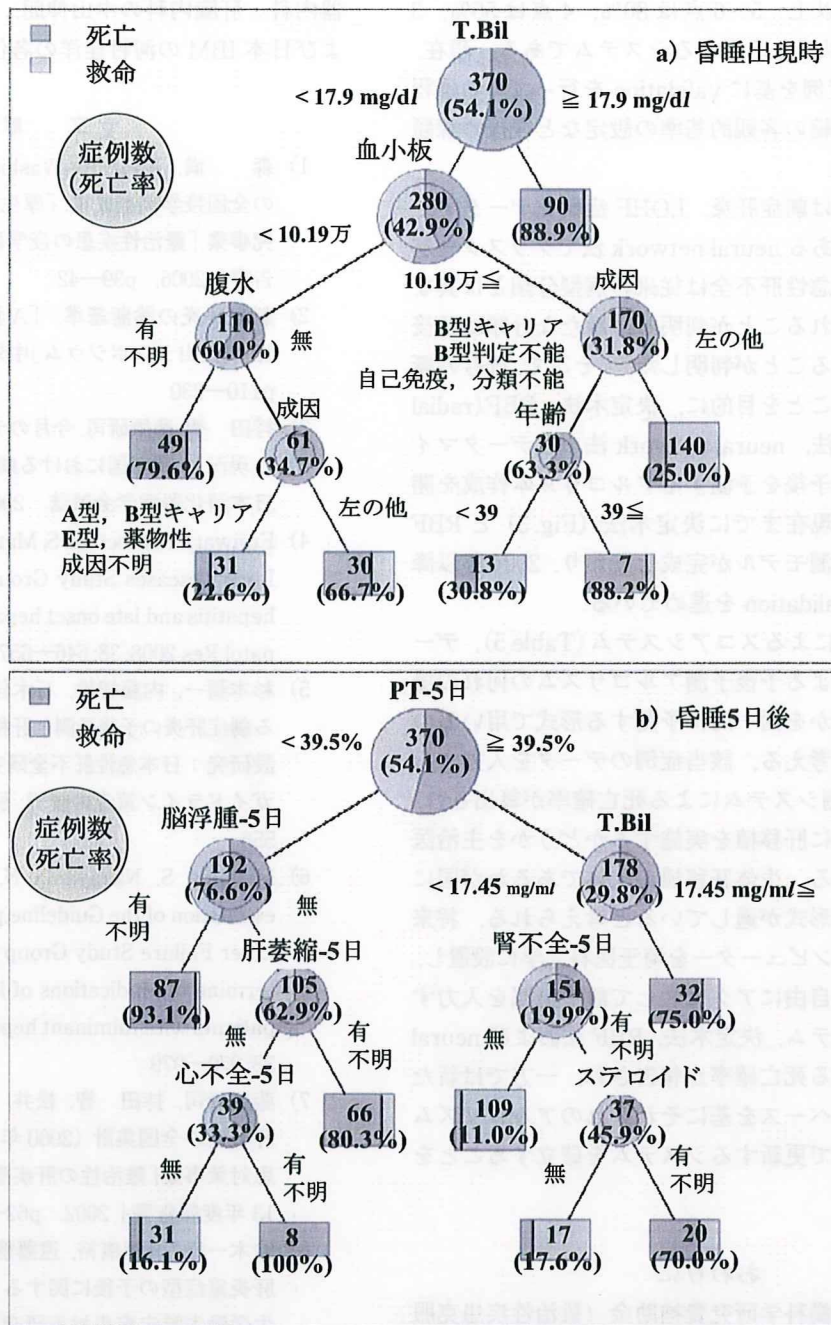 死亡
救命
症例数
(死亡率)
T.Bil
a) 昏睡出現時
370
(54.1%)
< 17.9 mg/dl
≧ 17.9 mg/dl
血小板
280
(42.9%)
90
(88.9%)
< 10.19万
10.19万≦
腹水
成因
110
(60.0%)
170
(31.8%)
有
不明
無
B型キャリア
B型判定不能
自己免疫, 分類不能
左の他
成因
年齢
49
(79.6%)
61
(34.7%)
30
(63.3%)
140
(25.0%)
A型, B型キャリア
E型, 薬物性
成因不明
左の他
< 39
39≦
31
(22.6%)
30
(66.7%)
13
(30.8%)
7
(88.2%)
死亡
救命
症例数
(死亡率)
PT-5日
b) 昏睡5日後
370
(54.1%)
< 39.5%
≧ 39.5%
脳浮腫-5日
T.Bil
192
(76.6%)
178
(29.8%)
有
不明
無
< 17.45 mg/ml
17.45 mg/ml≦
肝萎縮-5日
腎不全-5日
87
(93.1%)
105
(62.9%)
151
(19.9%)
32
(75.0%)
無
有
不明
無
有
不明
心不全-5日
ステロイド
39
(33.3%)
66
(80.3%)
109
(11.0%)
37
(45.9%)
無
有
不明
無
有
不明
31
(16.1%)
8
(100%)
17
(17.6%)
20
(70.0%)